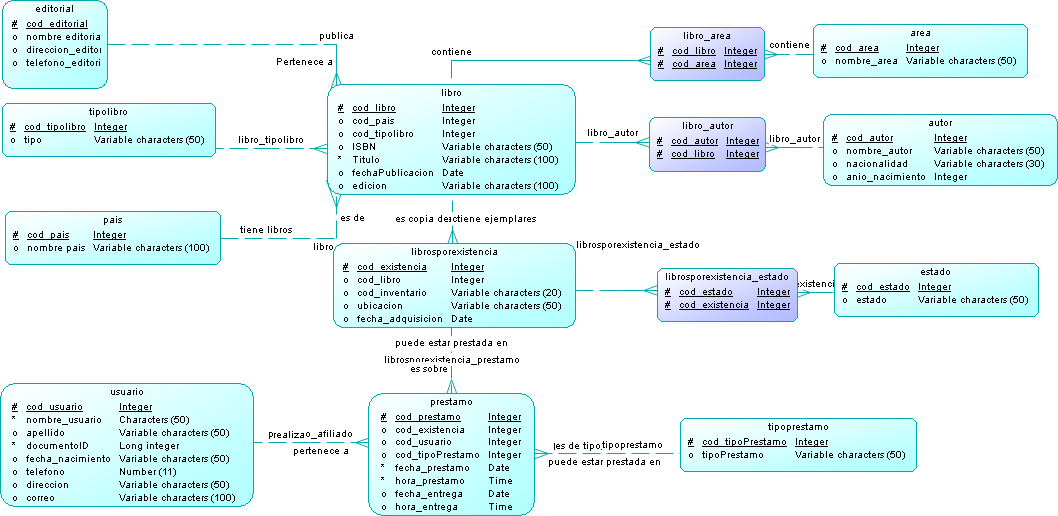 editorial
# cod_editorial
o nombre editoria
o direccion_editor
o telefono_editori
publica
Pertenece a
tipolibro
# cod_tipolibro Integer
o tipo Variable characters (50)
libro_tipolibro
pais
# cod_pais Integer
o nombre pais Variable characters (100)
tiene libros
es de
libro
libro
# cod_libro Integer
o cod_pais Integer
o cod_tipolibro Integer
o ISBN Variable characters (50)
* Titulo Variable characters (100)
o fechaPublicacion Date
o edicion Variable characters (100)
contiene
libro_area
# cod_libro Integer
# cod_area Integer
contiene
area
# cod_area Integer
o nombre_area Variable characters (50)
libro_autor
libro_autor
# cod_autor Integer
# cod_libro Integer
libro_autor
autor
# cod_autor Integer
o nombre_autor Variable characters (50)
o nacionalidad Variable characters (30)
o anio_nacimiento Integer
es copia de
tiene ejemplares
librosporexistencia
# cod_existencia Integer
o cod_libro Integer
o cod_inventario Variable characters (20)
o ubicacion Variable characters (50)
o fecha_adquisicion Date
librosporexistencia_estado
librosporexistencia_estado
# cod_estado Integer
# cod_existencia Integer
existenci
estado
# cod_estado Integer
o estado Variable characters (50)
puede estar prestada en
librosporexistencia_prestamo
es sobre
usuario
# cod_usuario Integer
* nombre_usuario Characters (50)
o apellido Variable characters (50)
* documentoID Long integer
o fecha_nacimiento Variable characters (50)
o telefono Number (11)
o direccion Variable characters (50)
o correo Variable characters (100)
o_afiliado
pertenece a
prestamo
# cod_prestamo Integer
o cod_existencia Integer
o cod_usuario Integer
o cod_tipoPrestamo Integer
* fecha_prestamo Date
* hora_prestamo Time
o fecha_entrega Date
o hora_entrega Time
es de tipo
tipoprestamo
puede estar prestada en
tipoprestamo
# cod_tipoPrestamo Integer
o tipoPrestamo Variable characters (50)